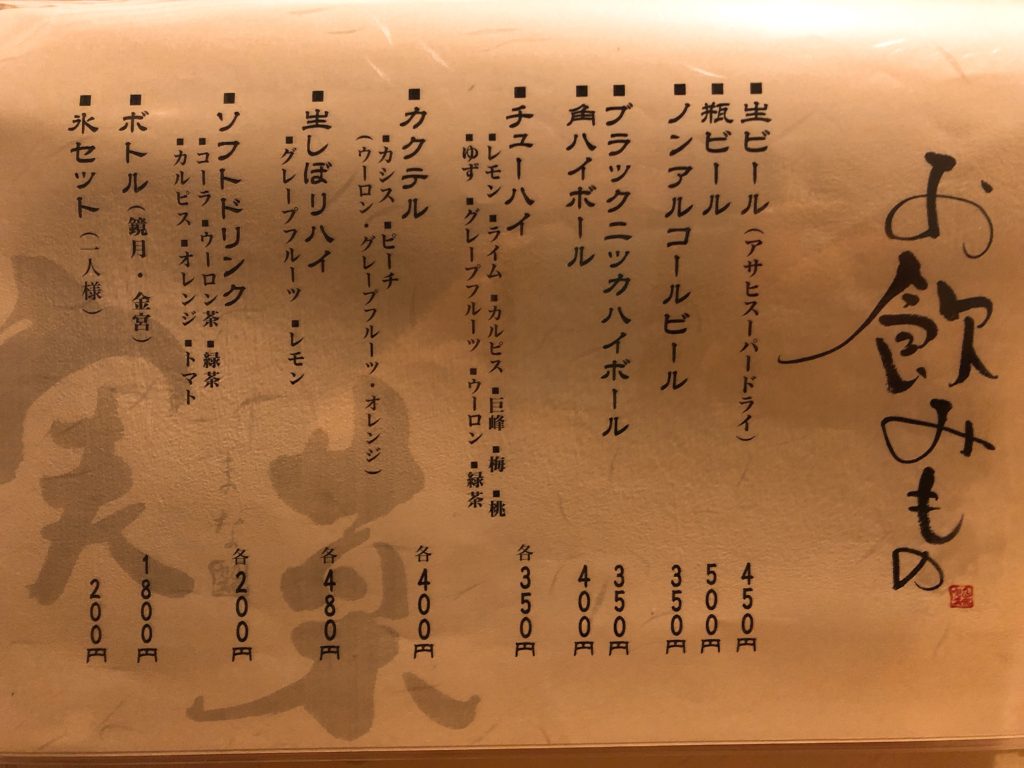 お飲みもの
■生ビール（アサヒスーパードライ） 450円
■瓶ビール 500円
■ノンアルコールビール 350円
■ブラックニッカハイボール 350円
■角ハイボール 400円
■チューハイ 各350円
■レモン ■ライム ■カルピス ■巨峰 ■梅 ■桃
■ゆず ■グレープフルーツ ■ウーロン ■緑茶
■カクテル 各400円
■カシス ■ピーチ
（ウーロン・グレープフルーツ・オレンジ）
■生しぼりハイ 各480円
■グレープフルーツ ■レモン
■ソフトドリンク 各200円
■コーラ ■ウーロン茶 ■緑茶
■カルピス ■オレンジ ■トマト
■ボトル（鏡月・金宮） 1800円
■氷セット（一人様） 200円